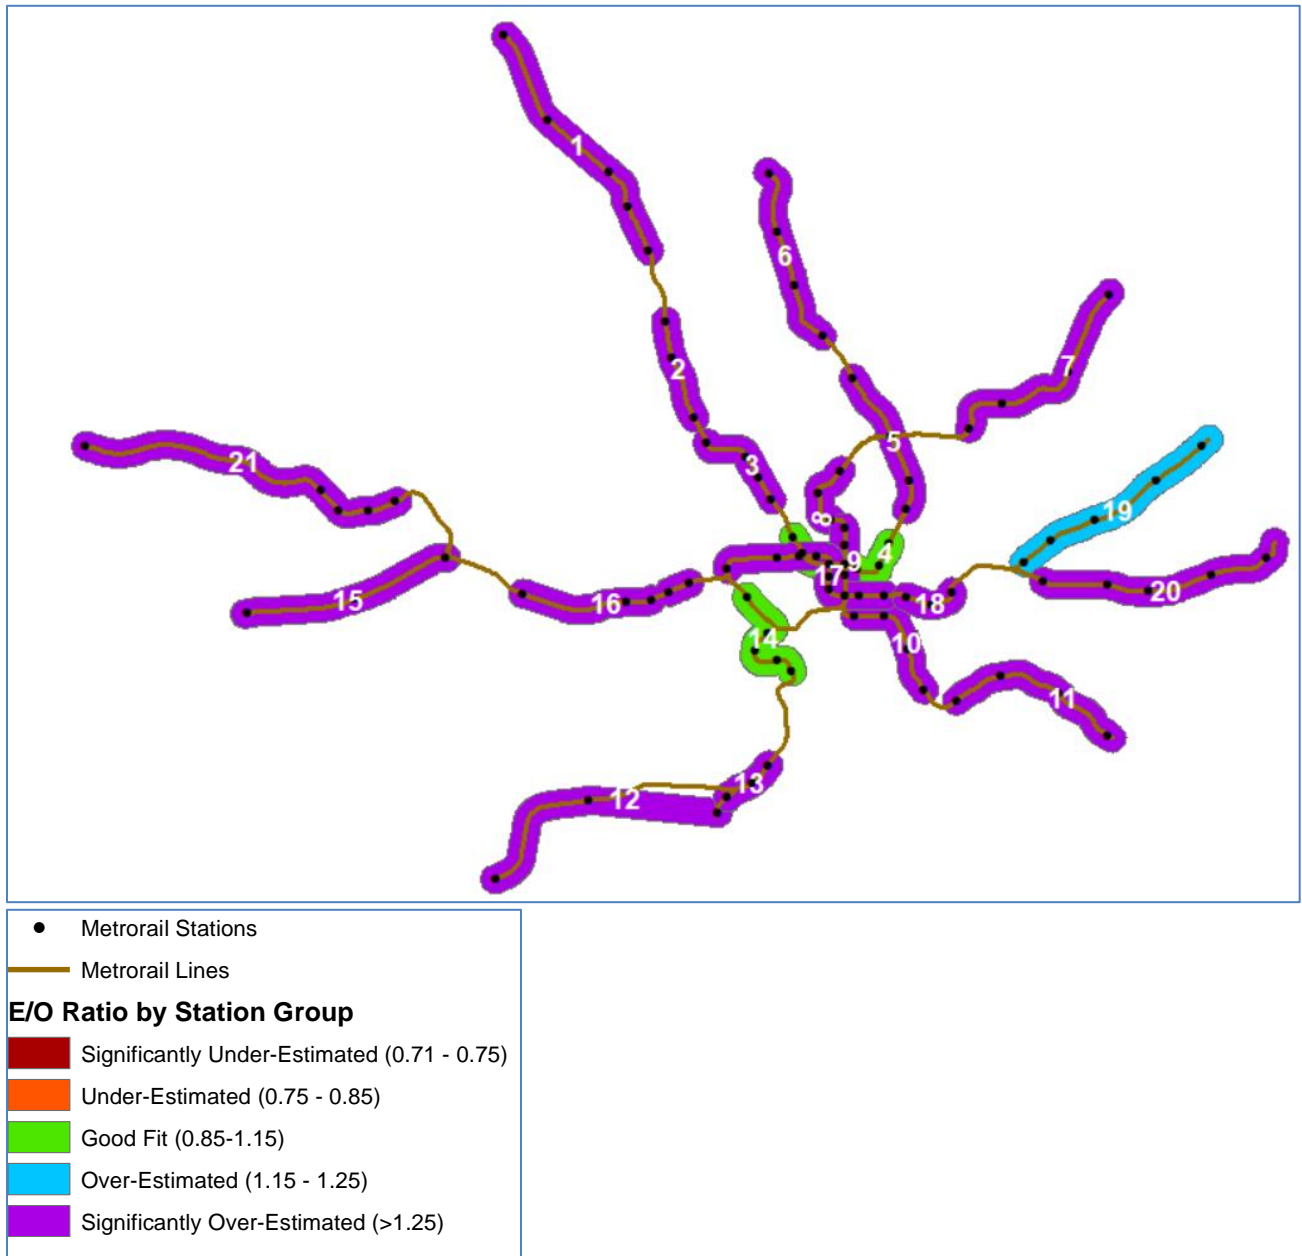 1
6
7
2
5
21
3
8
19
4
9
17
20
15
16
18
14
10
11
13
12
Metrorail Stations
Metrorail Lines
E/O Ratio by Station Group
Significantly Under-Estimated (0.71 - 0.75)
Under-Estimated (0.75 - 0.85)
Good Fit (0.85-1.15)
Over-Estimated (1.15 - 1.25)
Significantly Over-Estimated (>1.25)